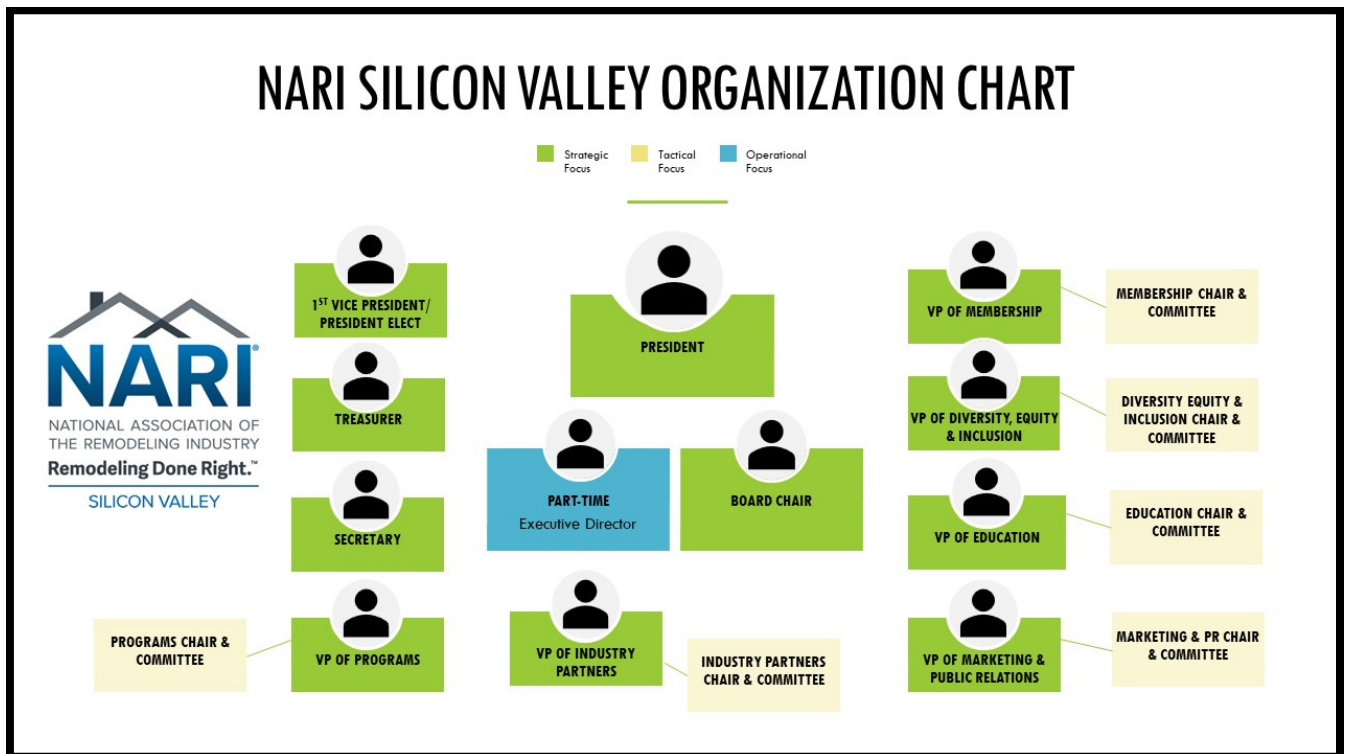 NARI SILICON VALLEY ORGANIZATION CHART
Strategic
Focus
Tactical
Focus
Operational
Focus
NARI®
NATIONAL ASSOCIATION OF
THE REMODELING INDUSTRY
Remodeling Done Right.™
SILICON VALLEY
1ST VICE PRESIDENT/
PRESIDENT ELECT
TREASURER
SECRETARY
PROGRAMS CHAIR &
COMMITTEE
VP OF PROGRAMS
PRESIDENT
PART-TIME
Executive Director
BOARD CHAIR
VP OF INDUSTRY
PARTNERS
INDUSTRY PARTNERS
CHAIR & COMMITTEE
VP OF MEMBERSHIP
MEMBERSHIP CHAIR &
COMMITTEE
VP OF DIVERSITY, EQUITY
& INCLUSION
DIVERSITY EQUITY &
INCLUSION CHAIR &
COMMITTEE
VP OF EDUCATION
EDUCATION CHAIR &
COMMITTEE
VP OF MARKETING &
PUBLIC RELATIONS
MARKETING & PR CHAIR
& COMMITTEE